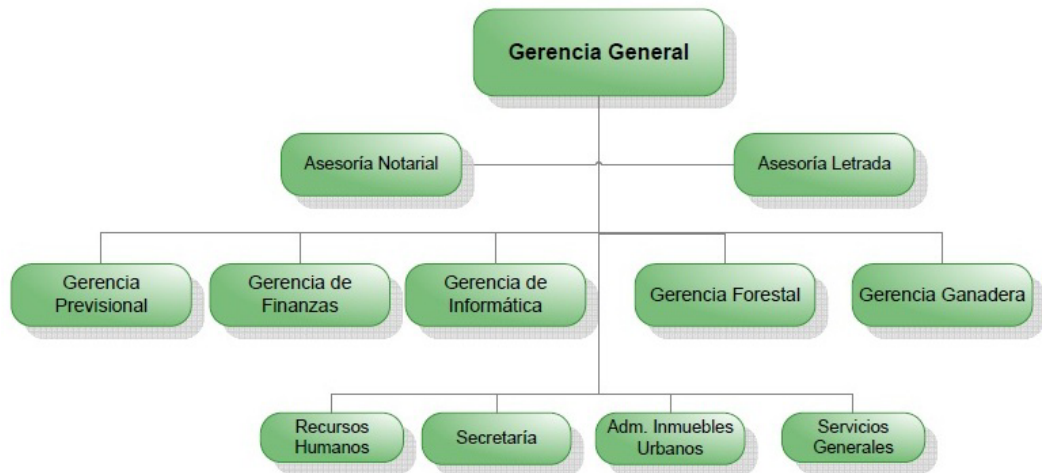 Gerencia General
Asesoría Notarial
Asesoría Letrada
Gerencia
Previsional
Gerencia de
Finanzas
Gerencia de
Informática
Gerencia Forestal
Gerencia Ganadera
Recursos
Humanos
Secretaría
Adm. Inmuebles
Urbanos
Servicios
Generales